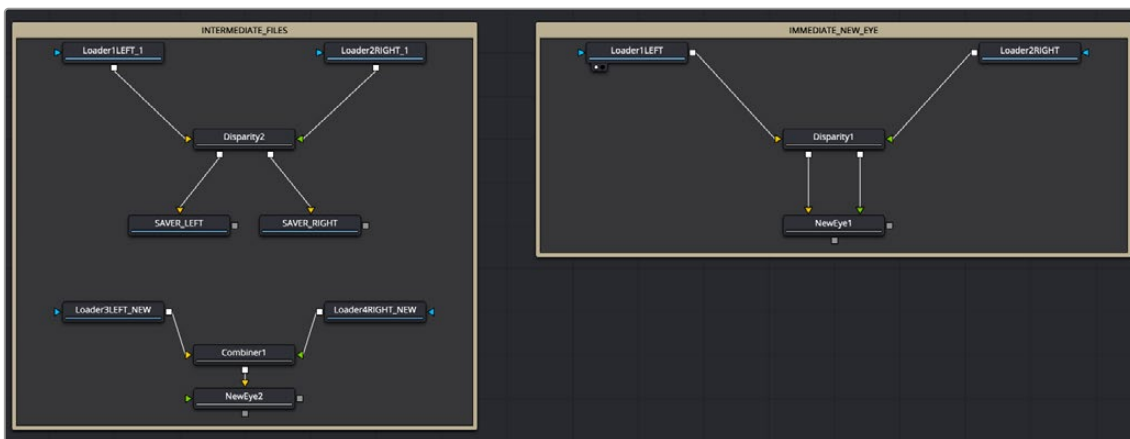 INTERMEDIATE_FILES
Loader1LEFT_1
Loader2RIGHT_1
Disparity2
SAVER_LEFT
SAVER_RIGHT
Loader3LEFT_NEW
Loader4RIGHT_NEW
Combiner1
NewEye2
IMMEDIATE_NEW_EYE
Loader1LEFT
Loader2RIGHT
Disparity1
NewEye1